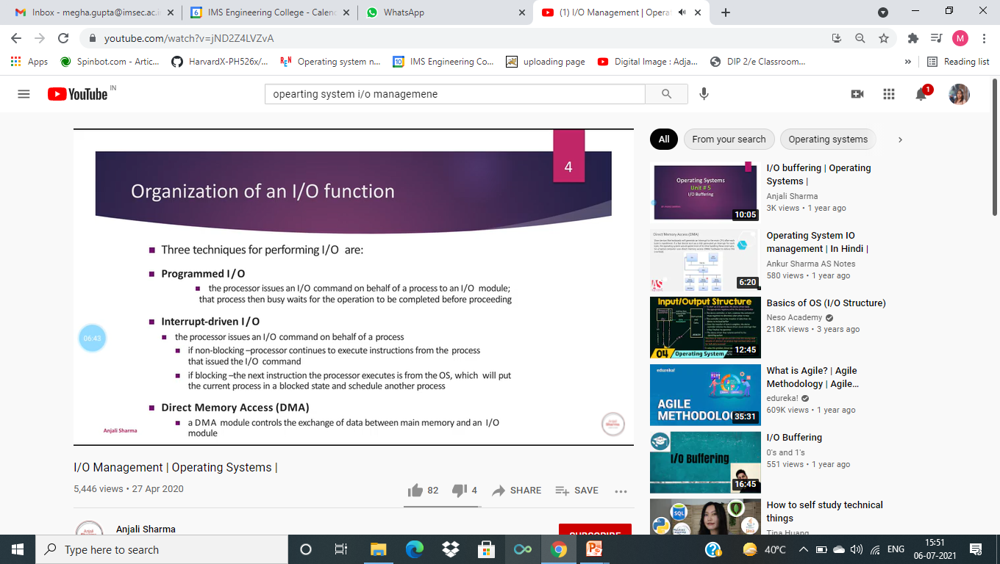 Inbox - megha.gupta@imsec.ac.i
IMS Engineering College - Calenc
WhatsApp
(1) I/O Management | Operat
youtube.com/watch?v=jND2Z4LVZvA
M
Apps
Spinbot.com - Artic...
HarvardX-PH526x/...
Operating system n...
IMS Engineering Co...
uploading page
Digital Image : Adja...
DIP 2/e Classroom...
»
Reading list
YouTube IN
opearting system i/o managemene
1
4
Organization of an I/O function
Three techniques for performing I/O are:
Programmed I/O
the processor issues an I/O command on behalf of a process to an I/O module;
that process then busy waits for the operation to be completed before proceeding
Interrupt-driven I/O
the processor issues an I/O command on behalf of a process
if non-blocking –processor continues to execute instructions from the process
that issued the I/O command
if blocking –the next instruction the processor executes is from the OS, which will put
the current process in a blocked state and schedule another process
Direct Memory Access (DMA)
a DMA module controls the exchange of data between main memory and an I/O
module
06:43
Anjali Sharma
I/O Management | Operating Systems |
5,446 views • 27 Apr 2020
82
4
SHARE
SAVE
Anjali Sharma
SUBSCRIBE
All
From your search
Operating systems
Operating Systems
Unit # 5
I/O Buffering
10:05
I/O buffering | Operating
Systems |
Anjali Sharma
3K views • 1 year ago
Direct Memory Access (DMA)
6:20
Operating System IO
management | In Hindi |
Ankur Sharma AS Notes
580 views • 1 year ago
Input/Output Structure
04
Operating System
12:45
Basics of OS (I/O Structure)
Neso Academy
218K views • 3 years ago
edureka!
AGILE
METHODOLO
35:31
What is Agile? | Agile
Methodology | Agile...
edureka!
609K views • 1 year ago
I/O Buffering
16:45
I/O Buffering
0's and 1's
551 views • 1 year ago
SQL
How to self study technical
things
Tina Huang
Type here to search
40°C
ENG
15:51
06-07-2021